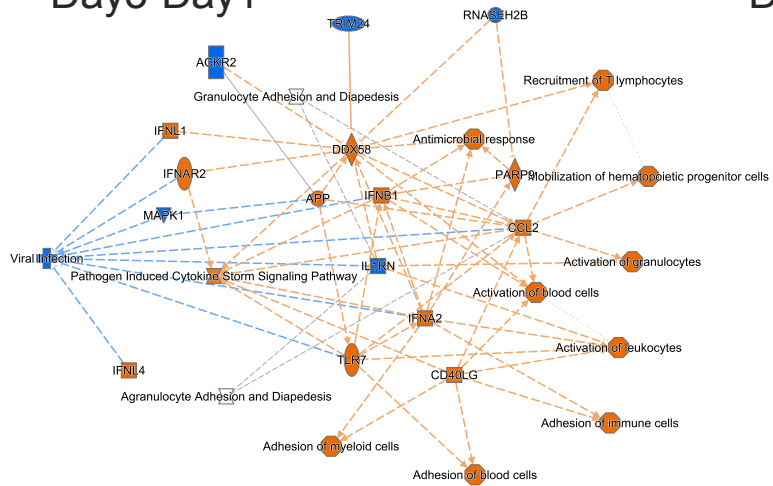 TRIM24
RNASEH2B
ACKR2
Recruitment of T lymphocytes
Granulocyte Adhesion and Diapedesis
IFNL1
Antimicrobial response
DDX58
IFNAR2
PARP9
Mobilization of hematopoietic progenitor cells
APP
IFNB1
MAPK1
CCL2
Viral Infection
IL1RN
Activation of granulocytes
Pathogen Induced Cytokine Storm Signaling Pathway
Activation of blood cells
IFNA2
Activation of leukocytes
TLR7
IFNL4
CD40LG
Agranulocyte Adhesion and Diapedesis
Adhesion of immune cells
Adhesion of myeloid cells
Adhesion of blood cells